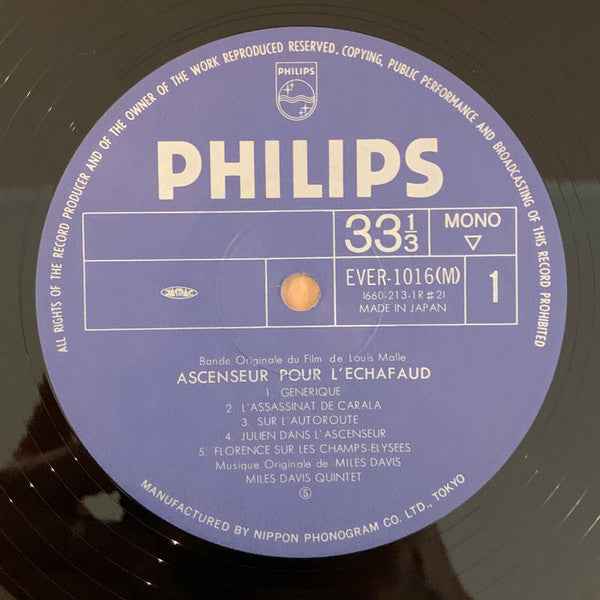 ALL RIGHTS OF THE RECORD PRODUCER AND OF THE OWNER OF THE WORK REPRODUCED RESERVED. COPYING, PUBLIC PERFORMANCE AND BROADCASTING OF THIS RECORD PROHIBITED
PHILIPS
PHILIPS
33 1/3
MONO
EVER-1016(M)
1
(660-213-1R#2)
MADE IN JAPAN
Bande Originale du Film de Louis Malle
ASCENSEUR POUR L'ECHAFAUD
1. GENERIQUE
2. L'ASSASSINAT DE CARALA
3. SUR L'AUTOROUTE
4. JULIEN DANS L'ASCENSEUR
5. FLORENCE SUR LES CHAMPS-ELYSEES
Musique Originale de MILES DAVIS
MILES DAVIS QUINTET
S
MANUFACTURED BY NIPPON PHONOGRAM CO. LTD., TOKYO